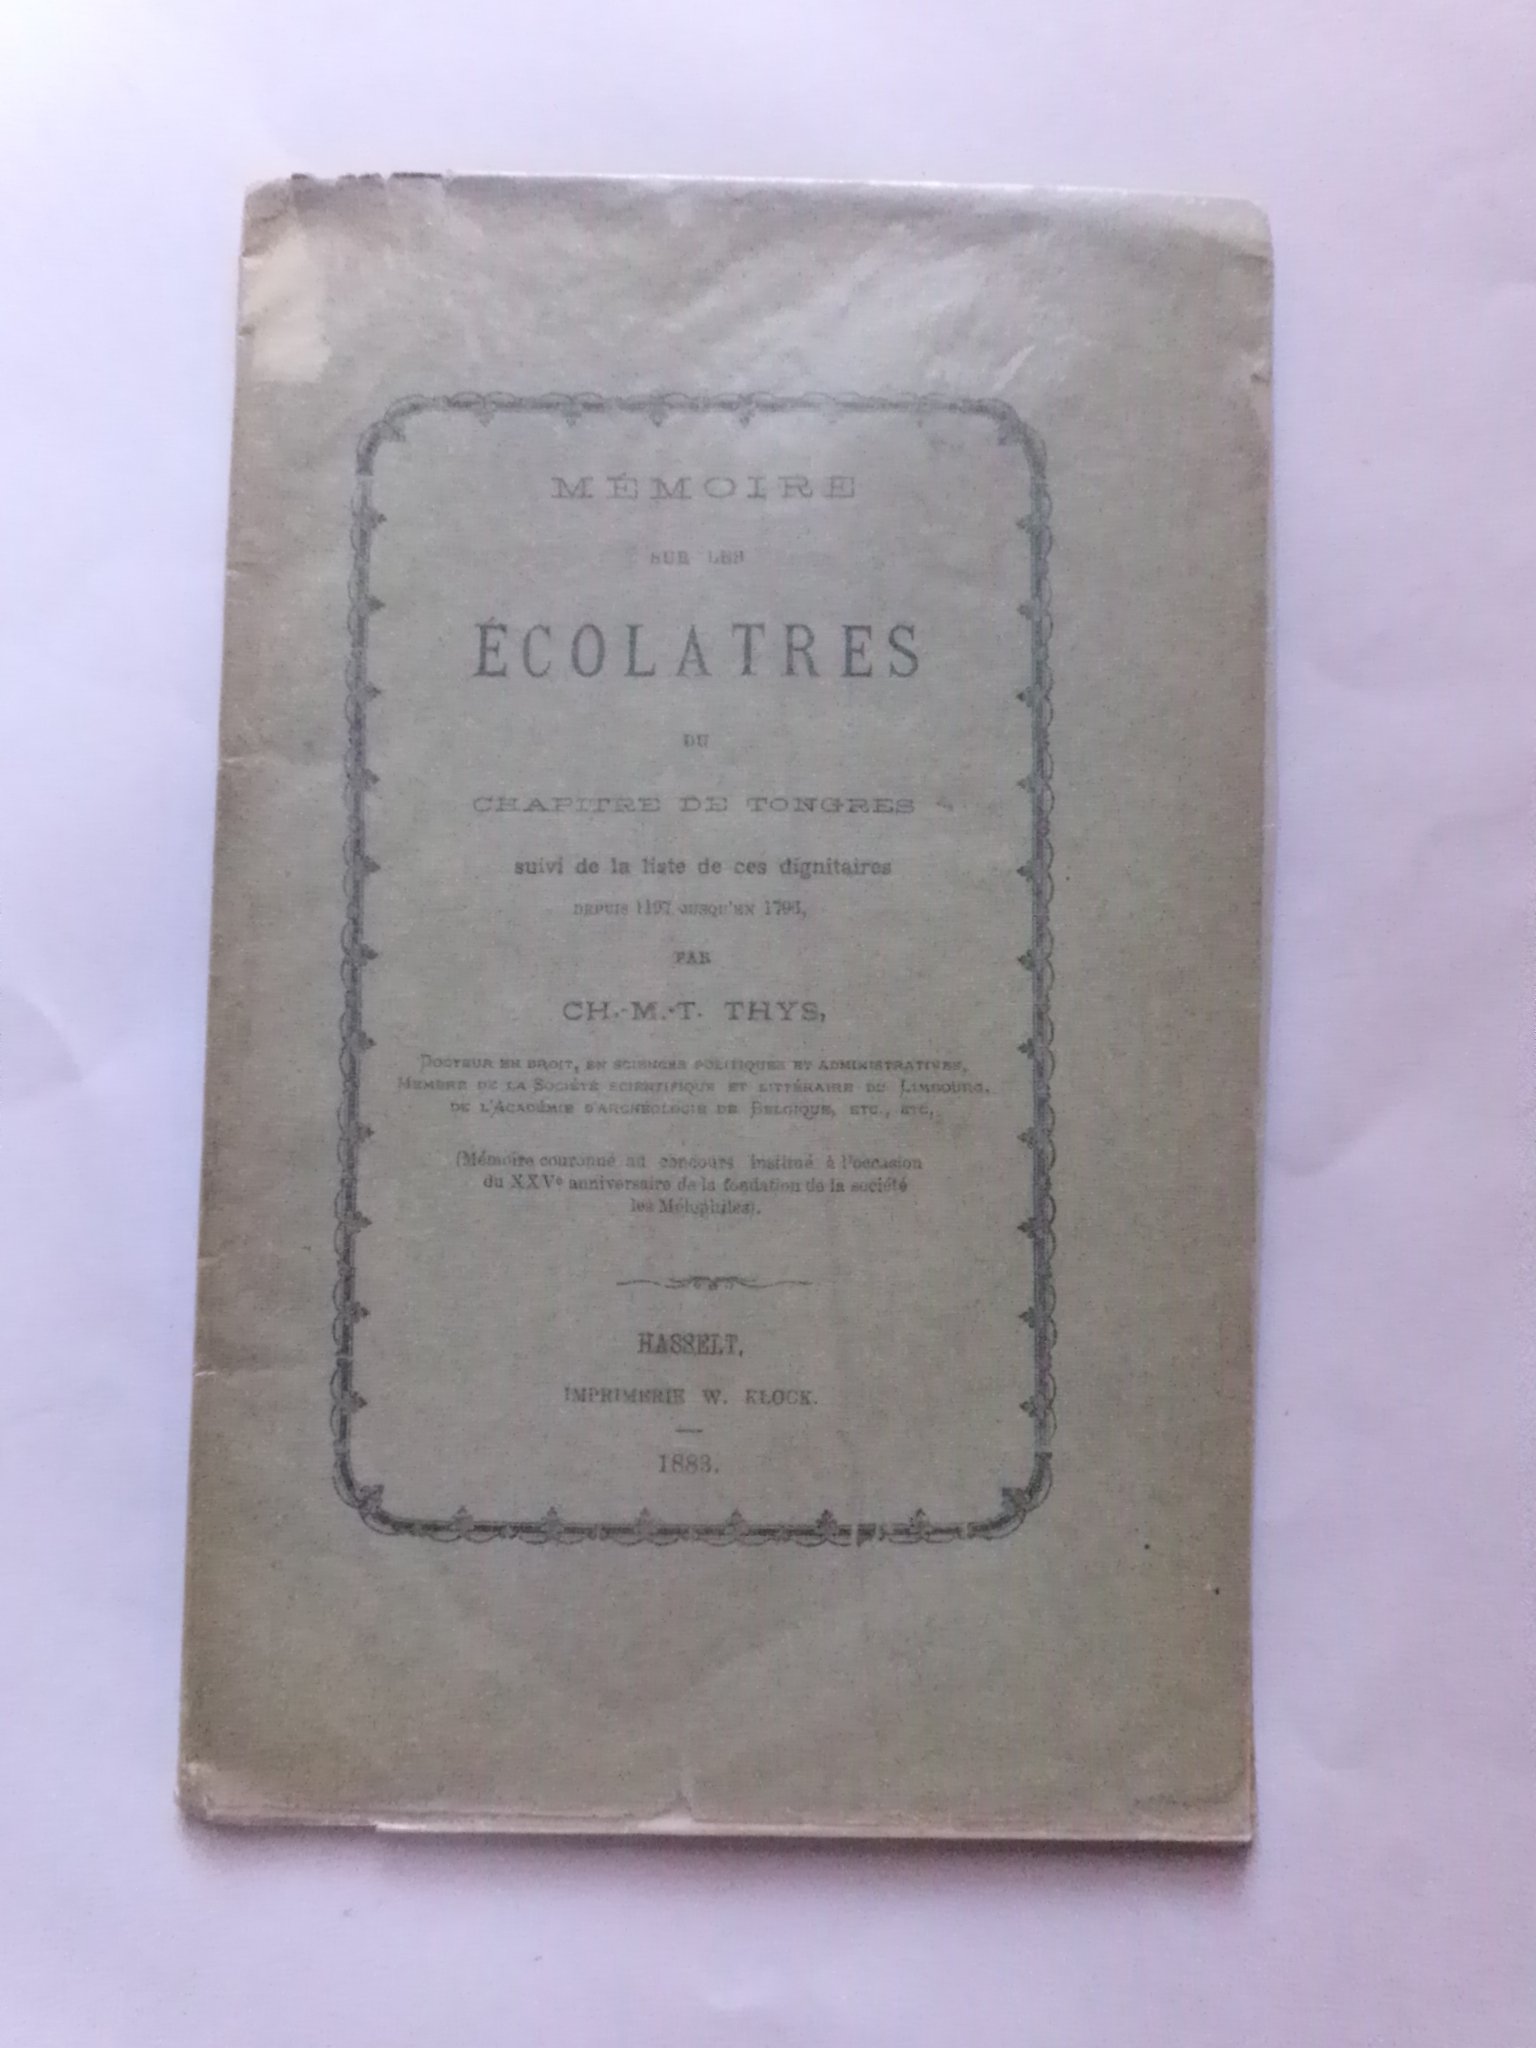 MÉMOIRE
SUR LES
ÉCOLATRES
DU
CHAPITRE DE TONGRES
suivi de la liste de ces dignitaires
DEPUIS 1197 JUSQU'EN 1796,
PAR
CH.-M.-T. THYS,
DOCTEUR EN DROIT, EN SCIENCES POLITIQUES ET ADMINISTRATIVES,
MEMBRE DE LA SOCIÉTÉ SCIENTIFIQUE ET LITTÉRAIRE DU LIMBOURG,
DE L'ACADÉMIE D'ARCHÉOLOGIE DE BELGIQUE, ETC., ETC.,
(Mémoire couronné au concours institué à l'occasion
du XXVe anniversaire de la fondation de la société
les Mélophiles).
HASSELT,
IMPRIMERIE W. KLOCK.
1883.